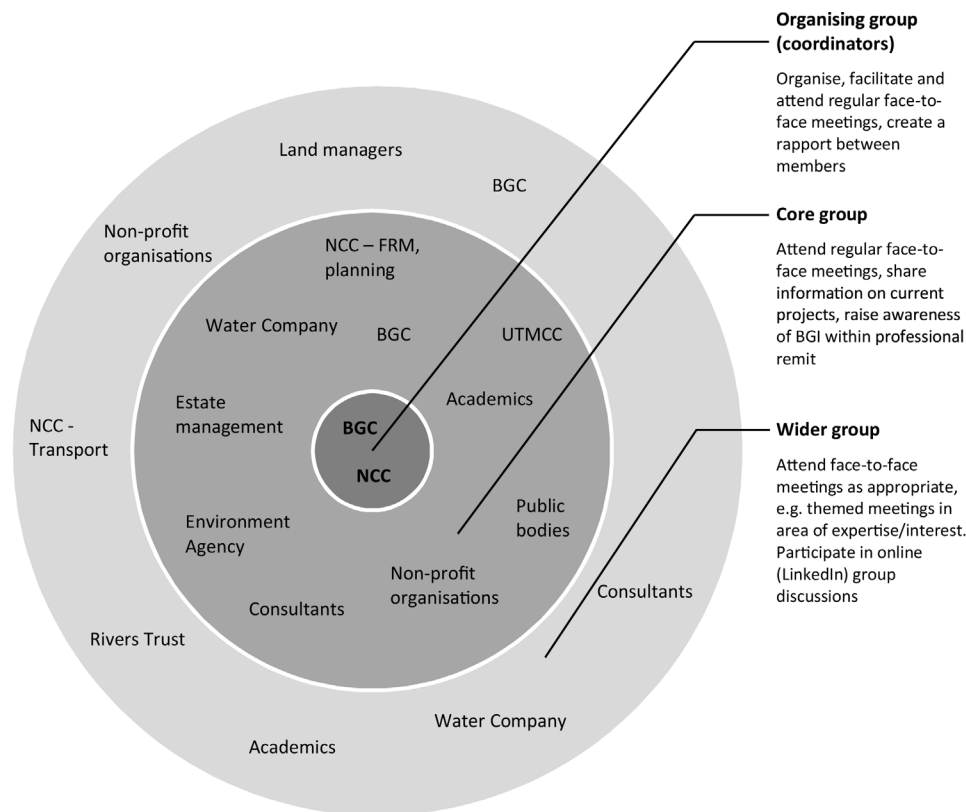 Organising group
(coordinators)
Organise, facilitate and
attend regular face-to-
face meetings, create a
rapport between
members
Core group
Attend regular face-to-
face meetings, share
information on current
projects, raise awareness
of BGI within professional
remit
Wider group
Attend face-to-face
meetings as appropriate,
e.g. themed meetings in
area of expertise/interest.
Participate in online
(LinkedIn) group
discussions
Land managers
BGC
Non-profit
organisations
NCC -
Transport
Rivers Trust
Academics
Water Company
Consultants
NCC – FRM,
planning
Water Company
BGC
UTMCC
Estate
management
Academics
Environment
Agency
Public
bodies
Non-profit
organisations
Consultants
BGC
NCC